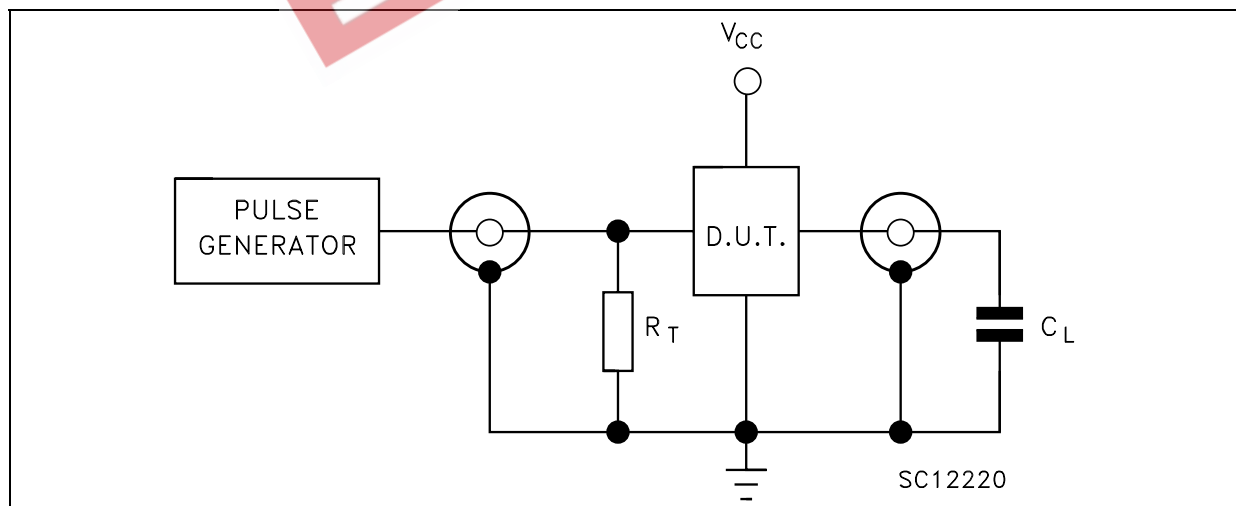 VCC
PULSE
GENERATOR
D.U.T.
RT
CL
SC12220